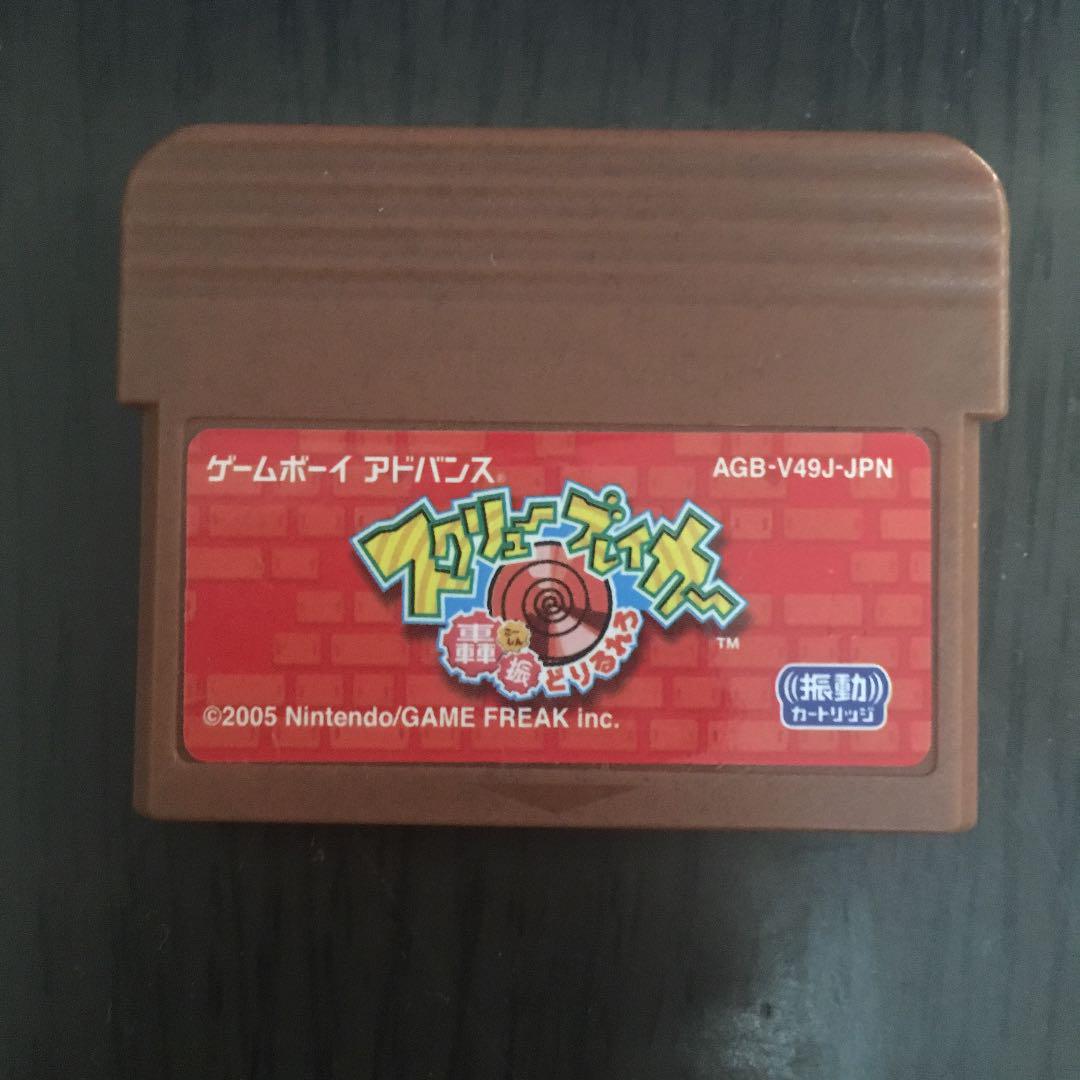 ゲームボーイ アドバンス®
AGB-V49J-JPN
スクリューブレイカー
轟振
ごーしん
どりるれろ
TM
©2005 Nintendo/GAME FREAK inc.
振動
カートリッジ